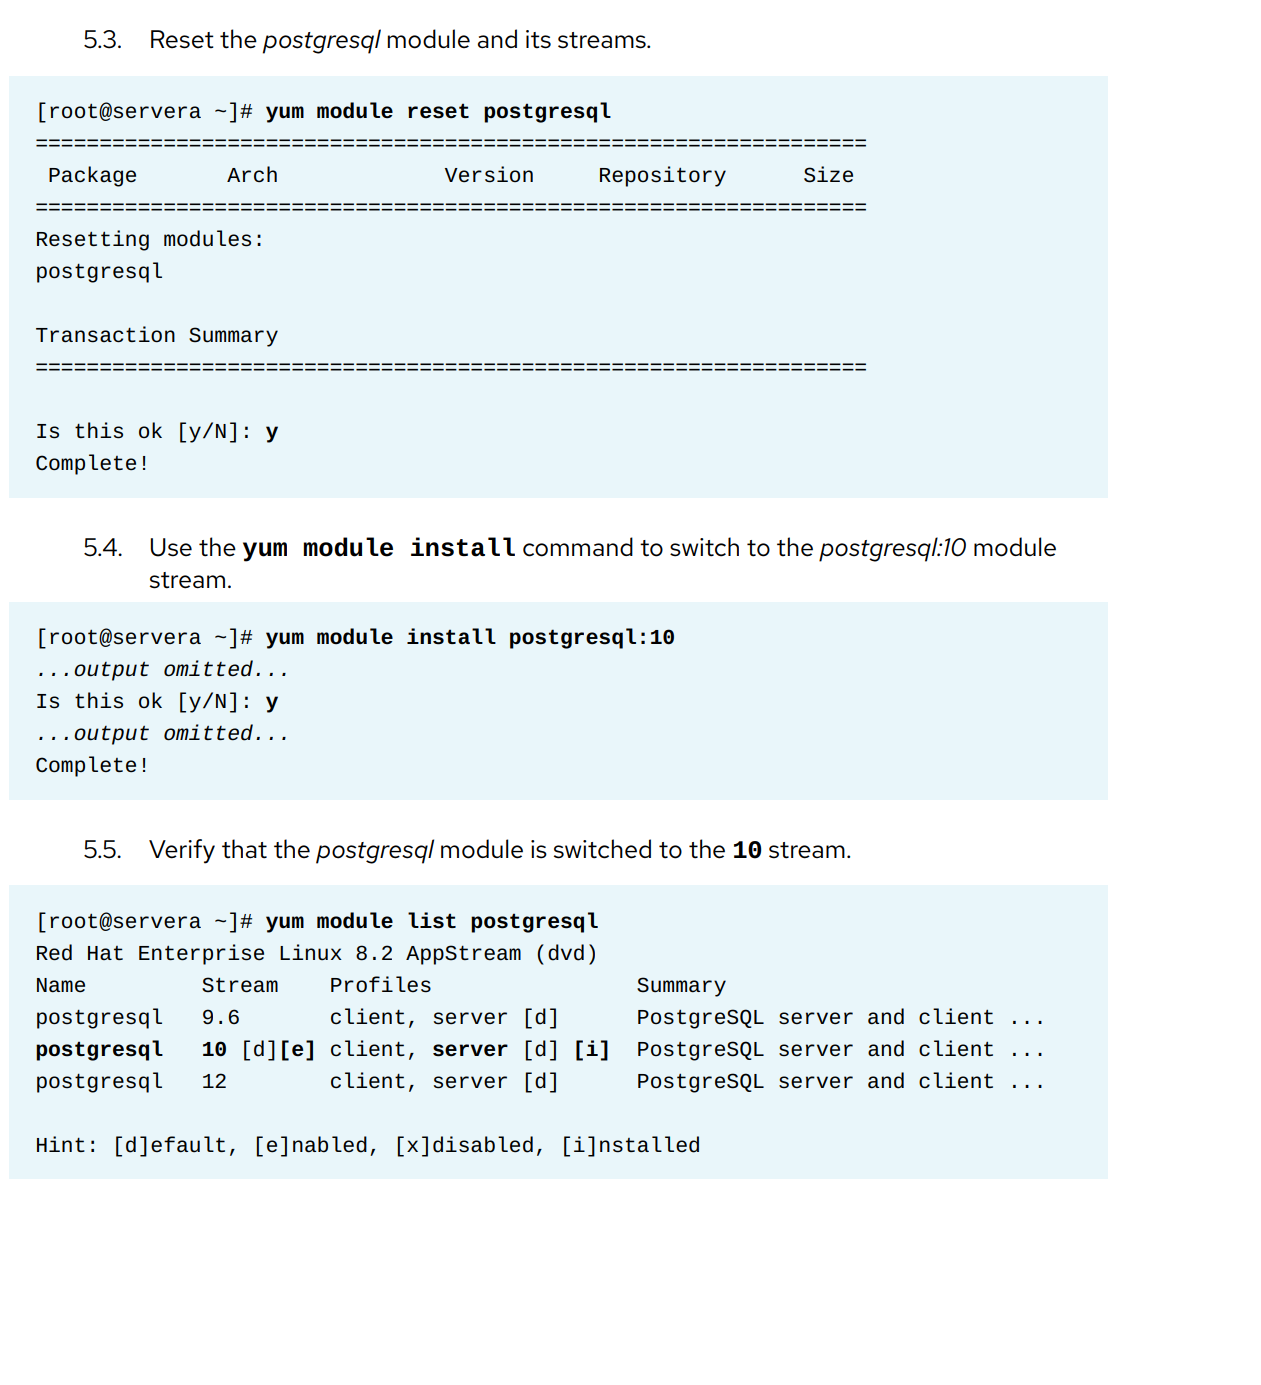 5.3. Reset the postgresql module and its streams.
[root@servera ~]# yum module reset postgresql
=================================================================
 Package       Arch             Version     Repository      Size
=================================================================
Resetting modules:
postgresql
Transaction Summary
=================================================================
Is this ok [y/N]: y
Complete!
5.4. Use the yum module install command to switch to the postgresql:10 module
stream.
[root@servera ~]# yum module install postgresql:10
...output omitted...
Is this ok [y/N]: y
...output omitted...
Complete!
5.5. Verify that the postgresql module is switched to the 10 stream.
[root@servera ~]# yum module list postgresql
Red Hat Enterprise Linux 8.2 AppStream (dvd)
Name         Stream    Profiles                Summary
postgresql   9.6       client, server [d]      PostgreSQL server and client ...
postgresql   10 [d][e] client, server [d] [i]  PostgreSQL server and client ...
postgresql   12        client, server [d]      PostgreSQL server and client ...
Hint: [d]efault, [e]nabled, [x]disabled, [i]nstalled